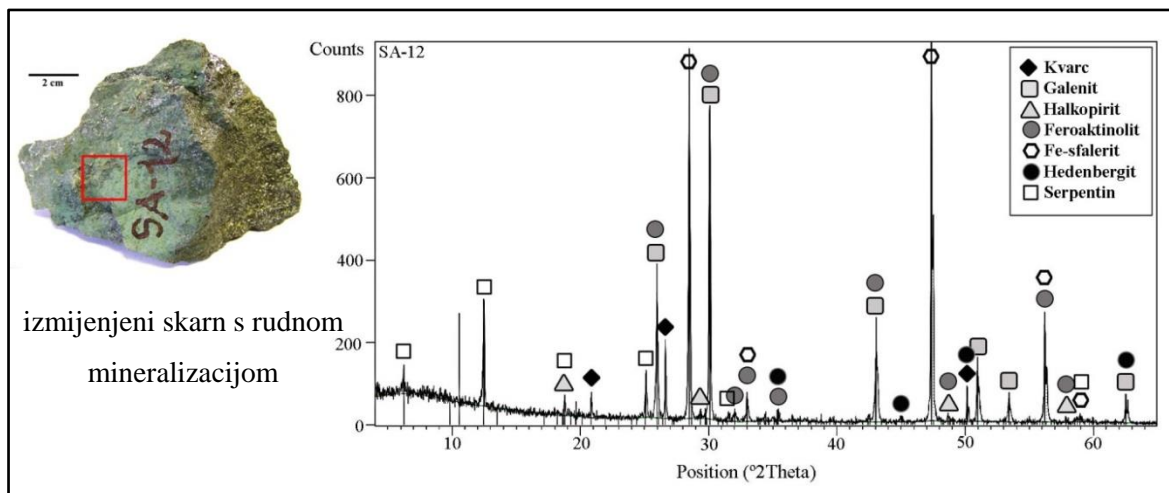 2 cm
SA-12
izmijenjeni skarn s rudnom
mineralizacijom
Counts
SA-12
800
600
400
200
0
10
20
30
40
50
60
Position (°2Theta)
Kvarc
Galenit
Halkopirit
Feroaktinolit
Fe-sfalerit
Hedenbergit
Serpentin